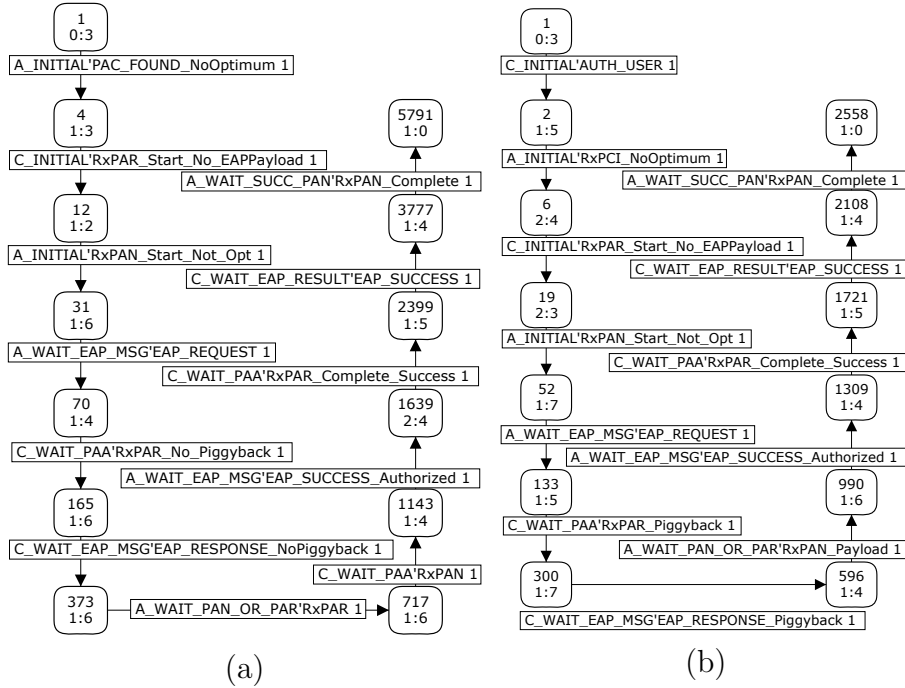 1
0:3
A_INITIAL'PAC_FOUND_NoOptimum 1
4
1:3
C_INITIAL'RxPAR_Start_No_EAPPayload 1
12
1:2
A_INITIAL'RxPAN_Start_Not_Opt 1
31
1:6
A_WAIT_EAP_MSG'EAP_REQUEST 1
70
1:4
C_WAIT_PAA'RxPAR_No_Piggyback 1
165
1:6
C_WAIT_EAP_MSG'EAP_RESPONSE_NoPiggyback 1
373
1:6
A_WAIT_PAN_OR_PAR'RxPAR 1
717
1:6
C_WAIT_PAA'RxPAN 1
1143
1:4
A_WAIT_EAP_MSG'EAP_SUCCESS_Authorized 1
1639
2:4
C_WAIT_PAA'RxPAR_Complete_Success 1
2399
1:5
C_WAIT_EAP_RESULT'EAP_SUCCESS 1
3777
1:4
A_WAIT_SUCC_PAN'RxPAN_Complete 1
5791
1:0
(a)
1
0:3
C_INITIAL'AUTH_USER 1
2
1:5
A_INITIAL'RxPCI_NoOptimum 1
6
2:4
C_INITIAL'RxPAR_Start_No_EAPPayload 1
19
2:3
A_INITIAL'RxPAN_Start_Not_Opt 1
52
1:7
A_WAIT_EAP_MSG'EAP_REQUEST 1
133
1:5
C_WAIT_PAA'RxPAR_Piggyback 1
300
1:7
C_WAIT_EAP_MSG'EAP_RESPONSE_Piggyback 1
596
1:4
A_WAIT_PAN_OR_PAR'RxPAN_Payload 1
990
1:6
A_WAIT_EAP_MSG'EAP_SUCCESS_Authorized 1
1309
1:4
C_WAIT_PAA'RxPAR_Complete_Success 1
1721
1:5
C_WAIT_EAP_RESULT'EAP_SUCCESS 1
2108
1:4
A_WAIT_SUCC_PAN'RxPAN_Complete 1
2558
1:0
(b)